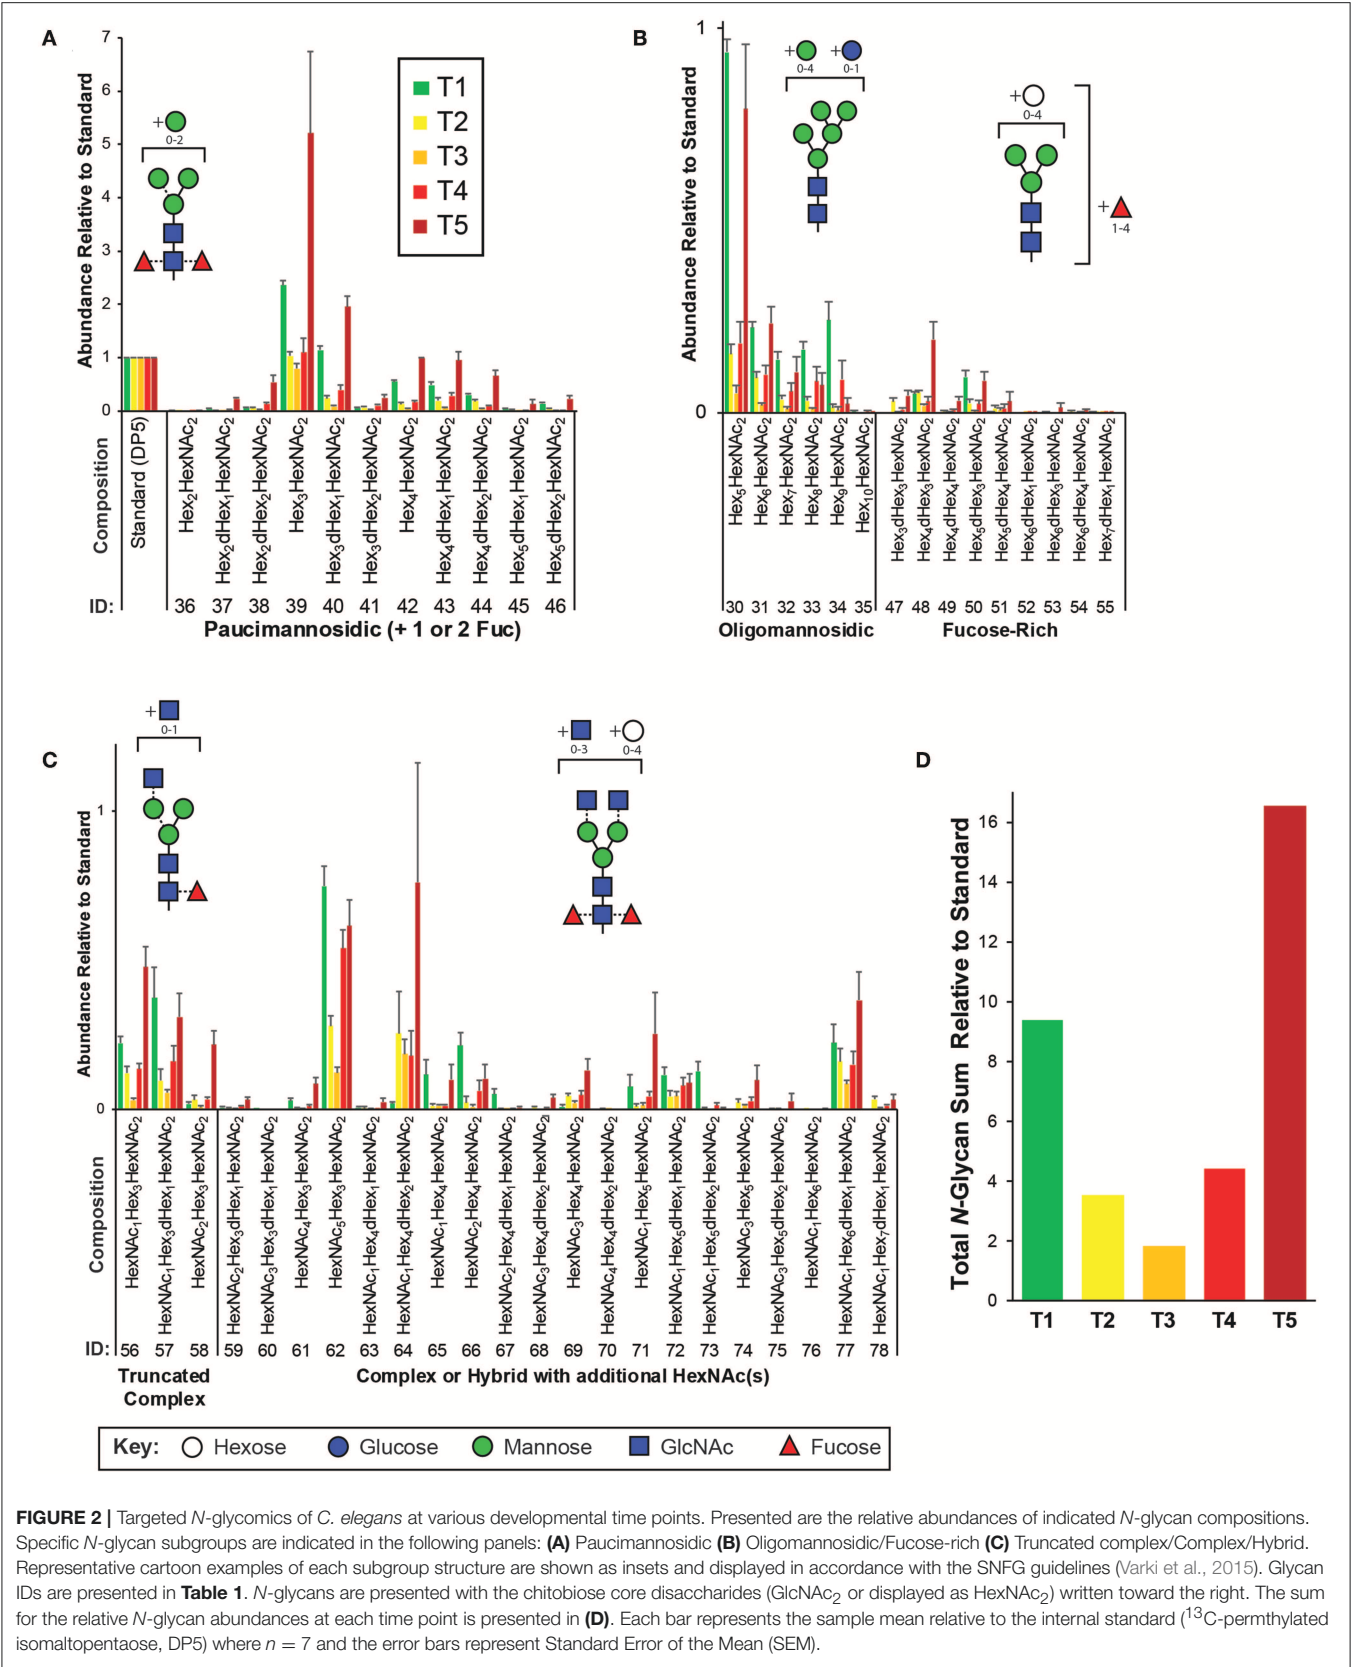 A
Abundance Relative to Standard
7
6
5
4
3
2
1
0
+
0-2
T1
T2
T3
T4
T5
Composition
Standard (DP5)
Hex2HexNAc2
Hex2dHex1HexNAc2
Hex2dHex2HexNAc2
Hex3HexNAc2
Hex3dHex1HexNAc2
Hex3dHex2HexNAc2
Hex4HexNAc2
Hex4dHex1HexNAc2
Hex4dHex2HexNAc2
Hex5dHex1HexNAc2
Hex5dHex2HexNAc2
ID: 36 37 38 39 40 41 42 43 44 45 46
Paucimannosidic (+ 1 or 2 Fuc)
B
Abundance Relative to Standard
1
0
+ +
0-4 0-1
+
0-4
+
1-4
Hex5HexNAc2
Hex6HexNAc2
Hex7HexNAc2
Hex8HexNAc2
Hex9HexNAc2
Hex10HexNAc2
Hex3dHex3HexNAc2
Hex4dHex3HexNAc2
Hex4dHex4HexNAc2
Hex5dHex3HexNAc2
Hex5dHex4HexNAc2
Hex6dHex1HexNAc2
Hex6dHex3HexNAc2
Hex6dHex4HexNAc2
Hex7dHex1HexNAc2
30 31 32 33 34 35 47 48 49 50 51 52 53 54 55
Oligomannosidic Fucose-Rich
C
Abundance Relative to Standard
1
0
+
0-1
+ +
0-3 0-4
Composition
HexNAc1Hex3HexNAc2
HexNAc1Hex3dHex1HexNAc2
HexNAc2Hex3HexNAc2
HexNAc2Hex3dHex1HexNAc2
HexNAc3Hex3dHex1HexNAc2
HexNAc4Hex3HexNAc2
HexNAc5Hex3HexNAc2
HexNAc1Hex4dHex1HexNAc2
HexNAc1Hex4dHex2HexNAc2
HexNAc1Hex4HexNAc2
HexNAc2Hex4HexNAc2
HexNAc2Hex4dHex1HexNAc2
HexNAc3Hex4dHex2HexNAc2
HexNAc3Hex4HexNAc2
HexNAc4Hex4HexNAc2
HexNAc1Hex5HexNAc2
HexNAc1Hex5dHex1HexNAc2
HexNAc1Hex5dHex2HexNAc2
HexNAc3Hex5HexNAc2
HexNAc3Hex5dHex2HexNAc2
HexNAc1Hex6HexNAc2
HexNAc1Hex6dHex1HexNAc2
HexNAc1Hex7dHex1HexNAc2
ID: 56 57 58 59 60 61 62 63 64 65 66 67 68 69 70 71 72 73 74 75 76 77 78
Truncated Complex or Hybrid with additional HexNAc(s)
Complex
D
Total N-Glycan Sum Relative to Standard
16
14
12
10
8
6
4
2
0
T1 T2 T3 T4 T5
Key: Hexose Glucose Mannose GlcNAc Fucose
FIGURE 2 | Targeted N-glycomics of C. elegans at various developmental time points. Presented are the relative abundances of indicated N-glycan compositions.
Specific N-glycan subgroups are indicated in the following panels: (A) Paucimannosidic (B) Oligomannosidic/Fucose-rich (C) Truncated complex/Complex/Hybrid.
Representative cartoon examples of each subgroup structure are shown as insets and displayed in accordance with the SNFG guidelines (Varki et al., 2015). Glycan
IDs are presented in Table 1. N-glycans are presented with the chitobiose core disaccharides (GlcNAc2 or displayed as HexNAc2) written toward the right. The sum
for the relative N-glycan abundances at each time point is presented in (D). Each bar represents the sample mean relative to the internal standard (13C-permthylated
isomaltopentaose, DP5) where n = 7 and the error bars represent Standard Error of the Mean (SEM).